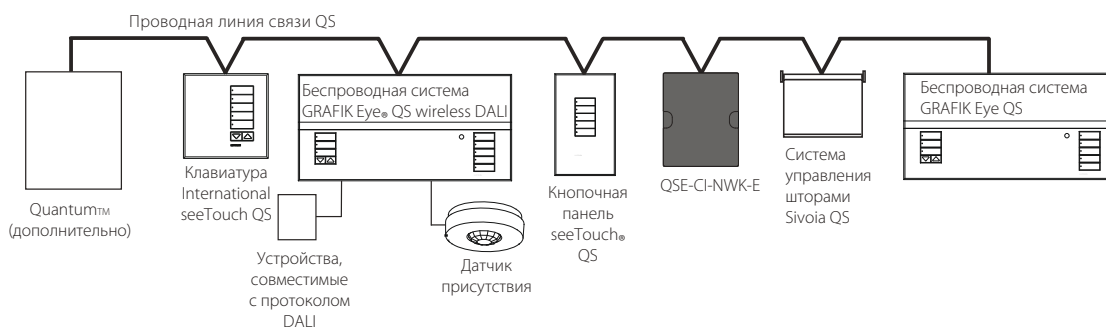 Проводная линия связи QS
Quantum™
(дополнительно)
Клавиатура
International
seeTouch QS
Беспроводная система
GRAFIK Eye® QS wireless DALI
Устройства,
совместимые
с протоколом
DALI
Датчик
присутствия
Кнопочная
панель
seeTouch®
QS
QSE-CI-NWK-E
Система
управления
шторами
Sivoia QS
Беспроводная система
GRAFIK Eye QS